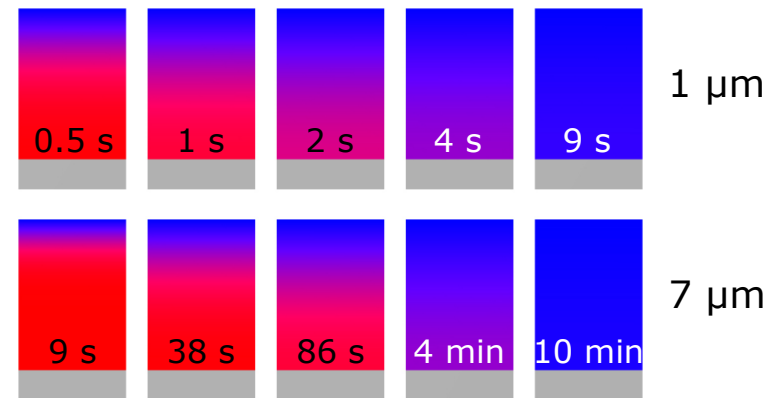 0.5 s 1 s 2 s 4 s 9 s 1 μm
9 s 38 s 86 s 4 min 10 min 7 μm